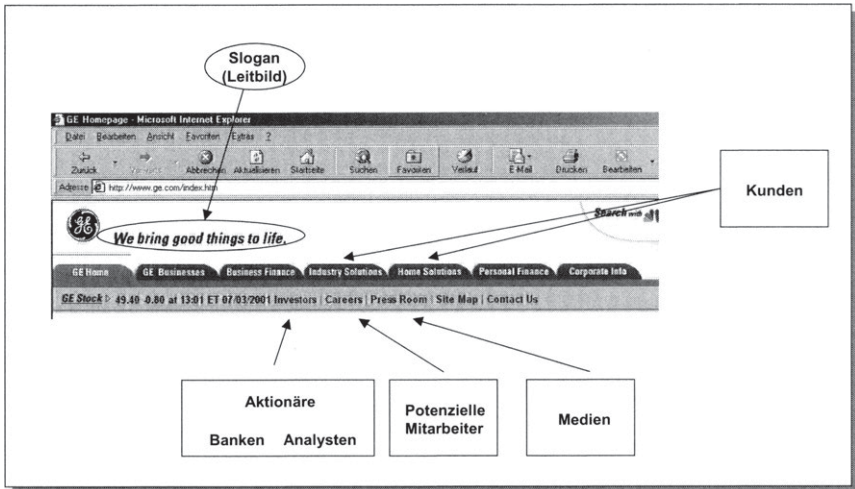 Slogan
(Leitbild)
GE Homepage - Microsoft Internet Explorer
Datei Bearbeiten Ansicht Favoriten Extras ?
Zurück Vorwärts Abbrechen Aktualisieren Startseite Suchen Favoriten Verlauf E-Mail Drucken Bearbeiten
Adresse http://www.ge.com/index.htm
Kunden
GE
We bring good things to life.
Search with
GE Home GE Businesses Business Finance Industry Solutions Home Solutions Personal Finance Corporate Info
GE Stock 49.40 -0.80 at 13:01 ET 07/03/2001 Investors | Careers | Press Room | Site Map | Contact Us
Aktionäre
Banken Analysten
Potenzielle
Mitarbeiter
Medien